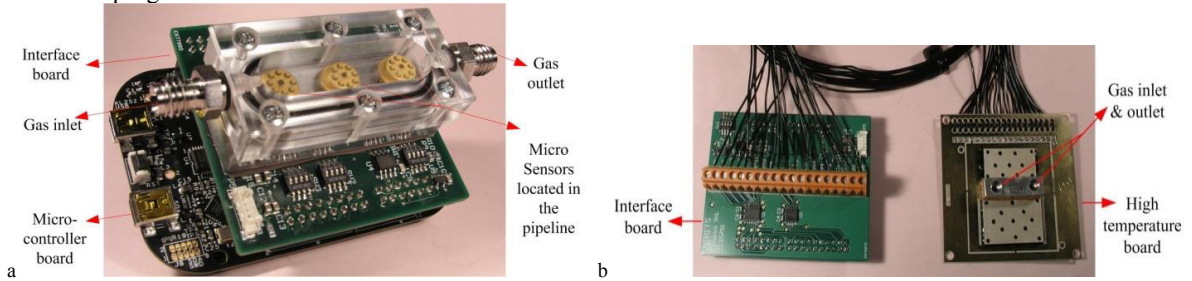 Interface
board
Gas inlet
Micro-
controller
board
a
Gas
outlet
Micro
Sensors
located in
the
pipeline
Interface
board
b
Gas inlet
& outlet
High
temperature
board